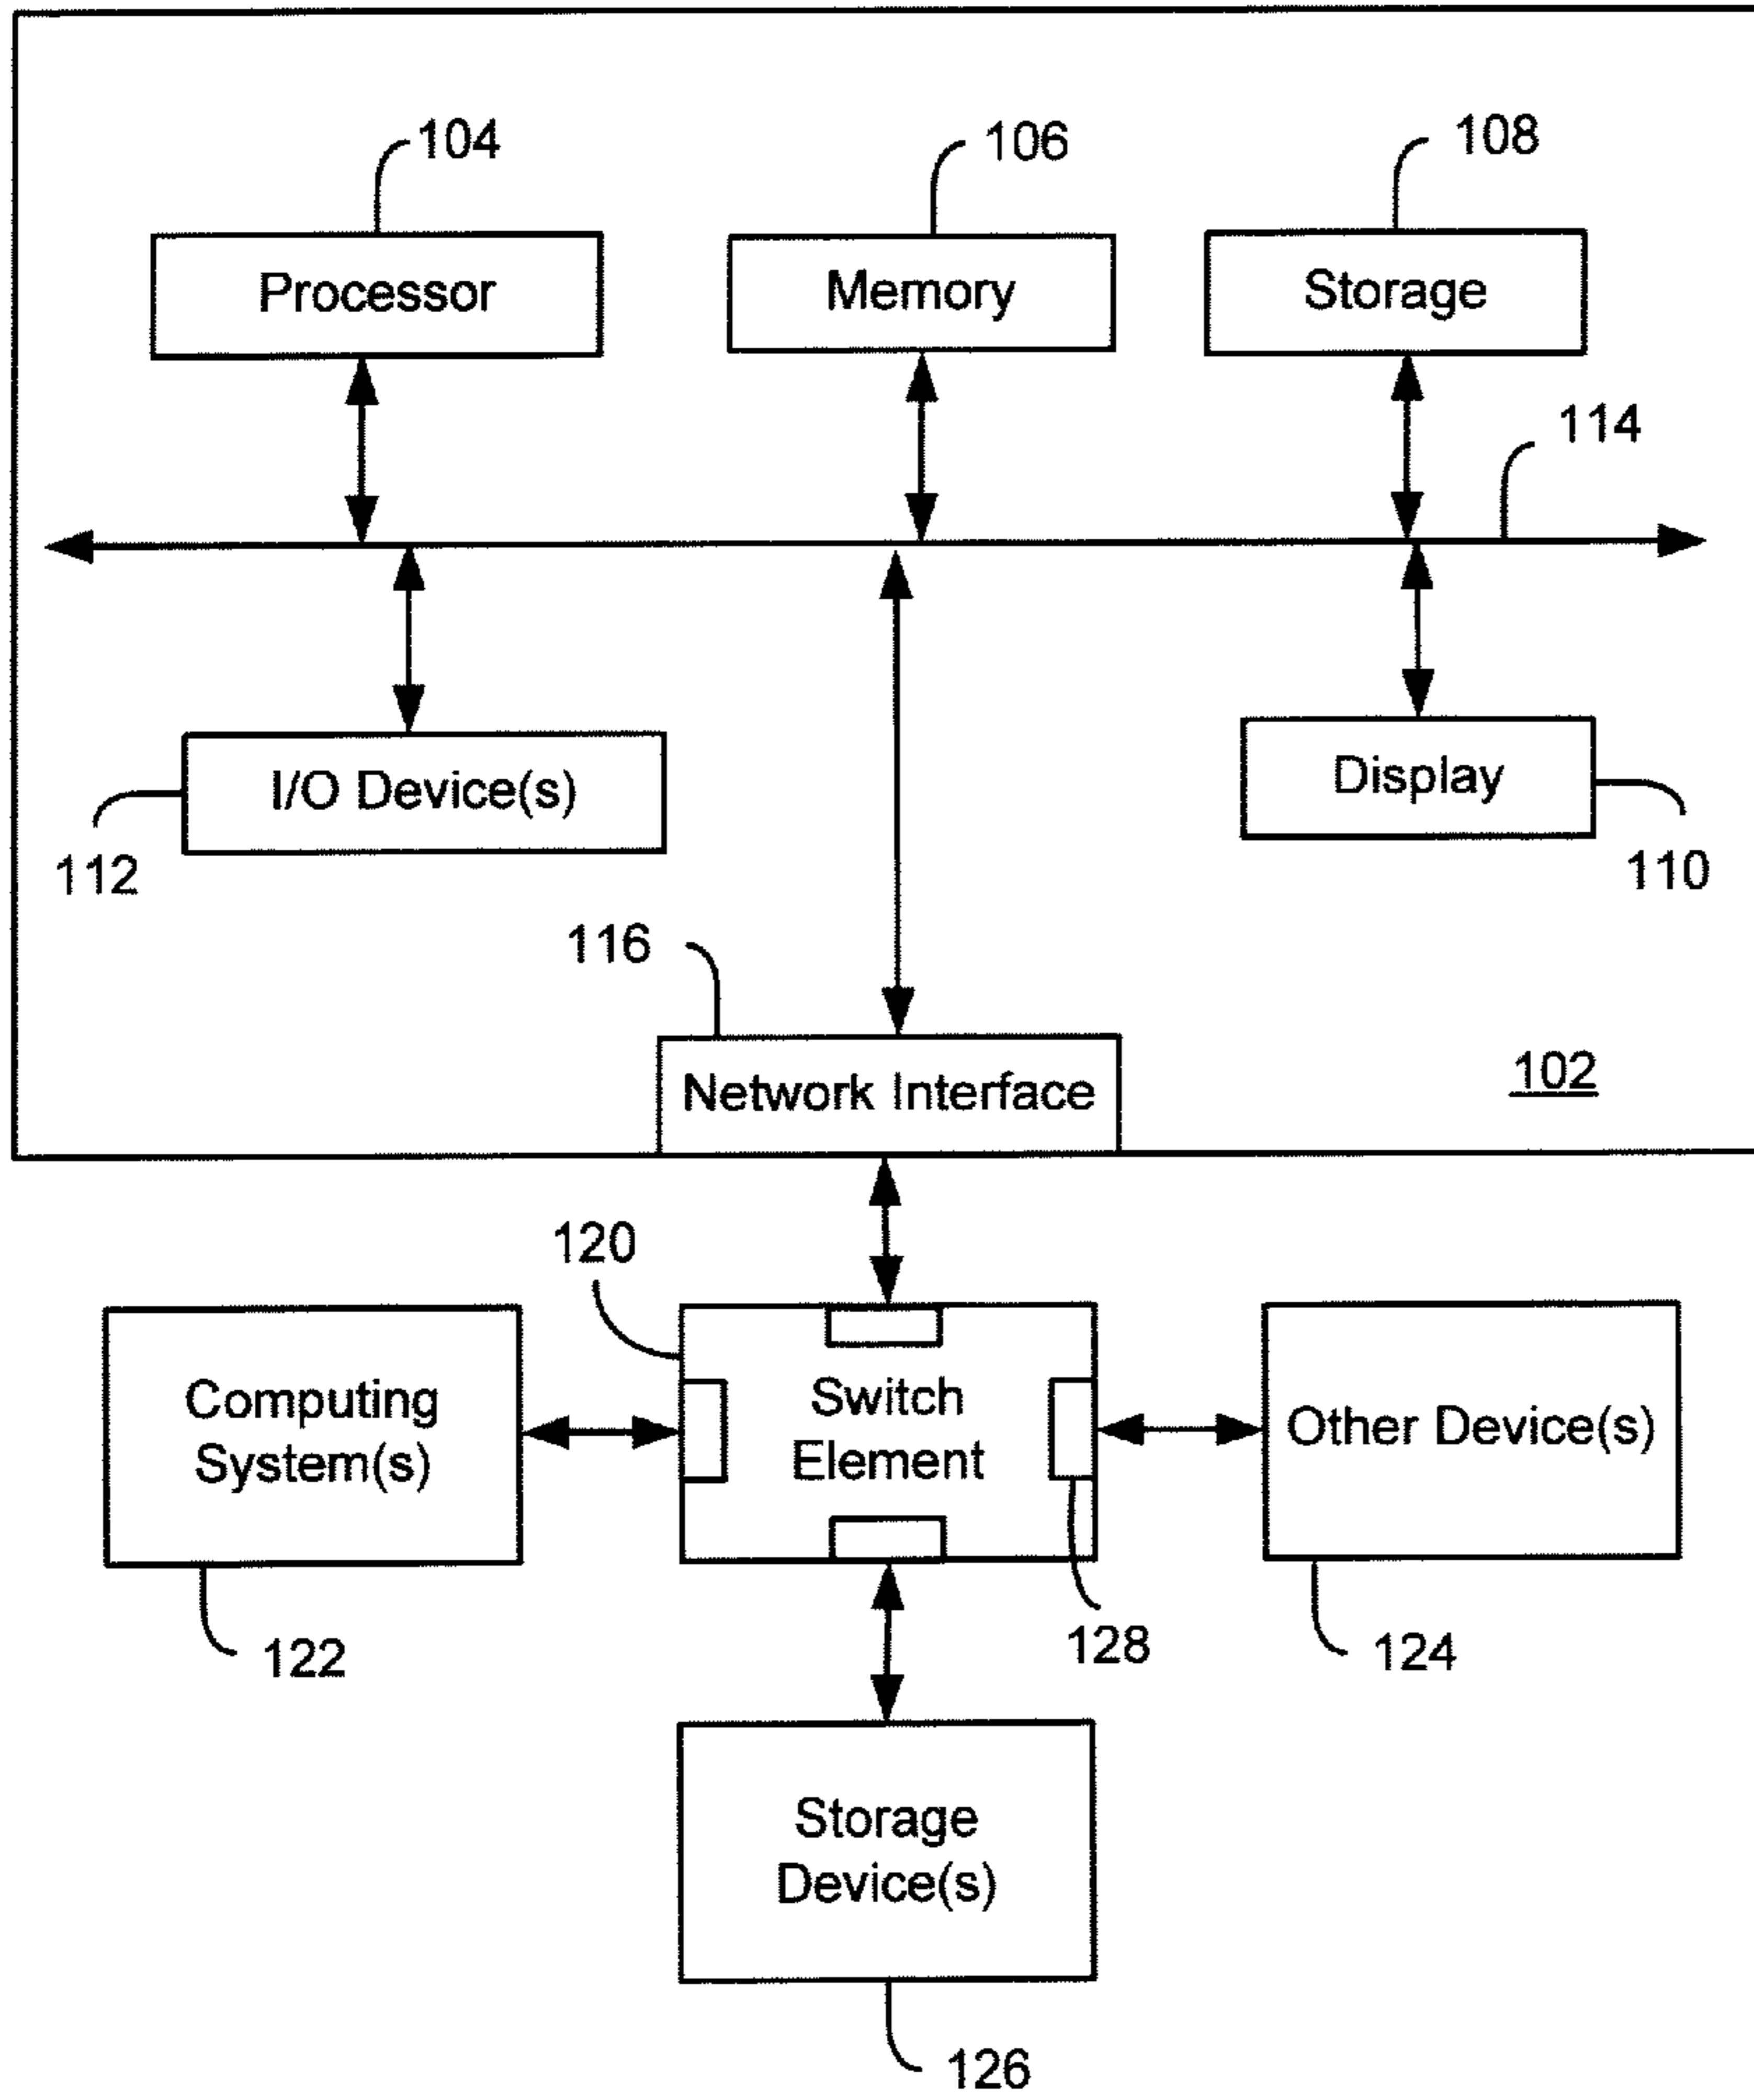 104
106
108
Processor
Memory
Storage
114
I/O Device(s)
Display
112
110
116
Network Interface
102
120
Computing
System(s)
Switch
Element
Other Device(s)
122
128
124
Storage
Device(s)
126